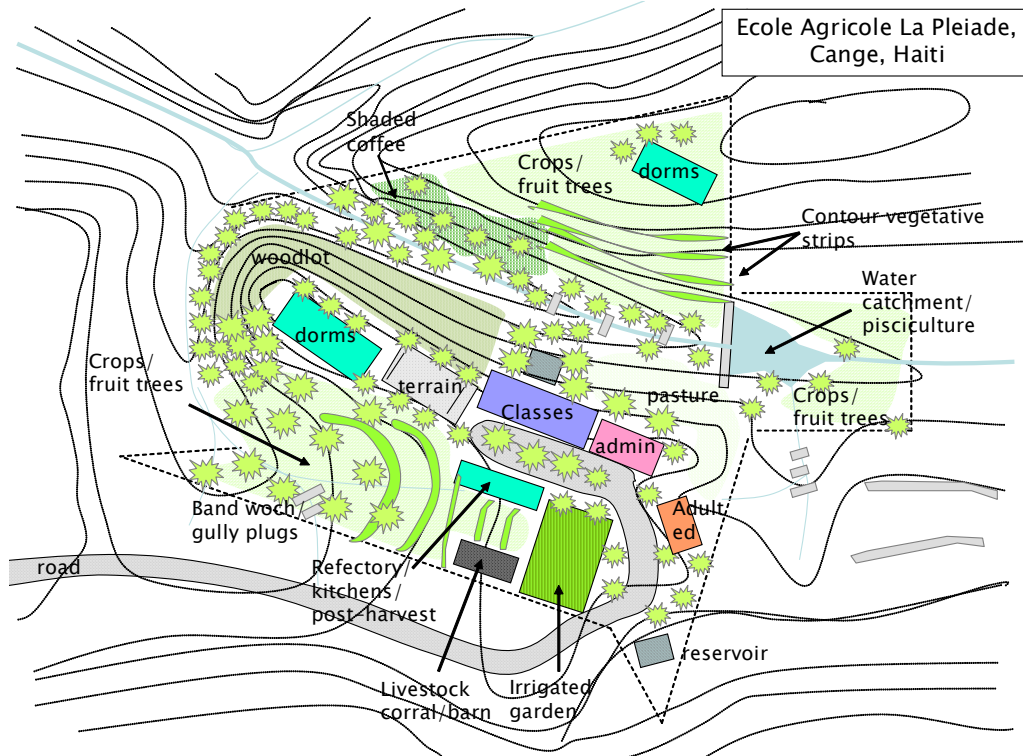 Ecole Agricole La Pleiade,
Cange, Haiti
Shaded
coffee
Crops/
fruit trees
dorms
Contour vegetative
strips
woodlot
Water
catchment/
pisciculture
dorms
Crops/
fruit trees
terrain
pasture
Crops/
fruit trees
Classes
admin
Band woch/
gully plugs
Adult
ed
road
Refectory/
kitchens/
post-harvest
reservoir
Livestock
corral/barn
Irrigated
garden